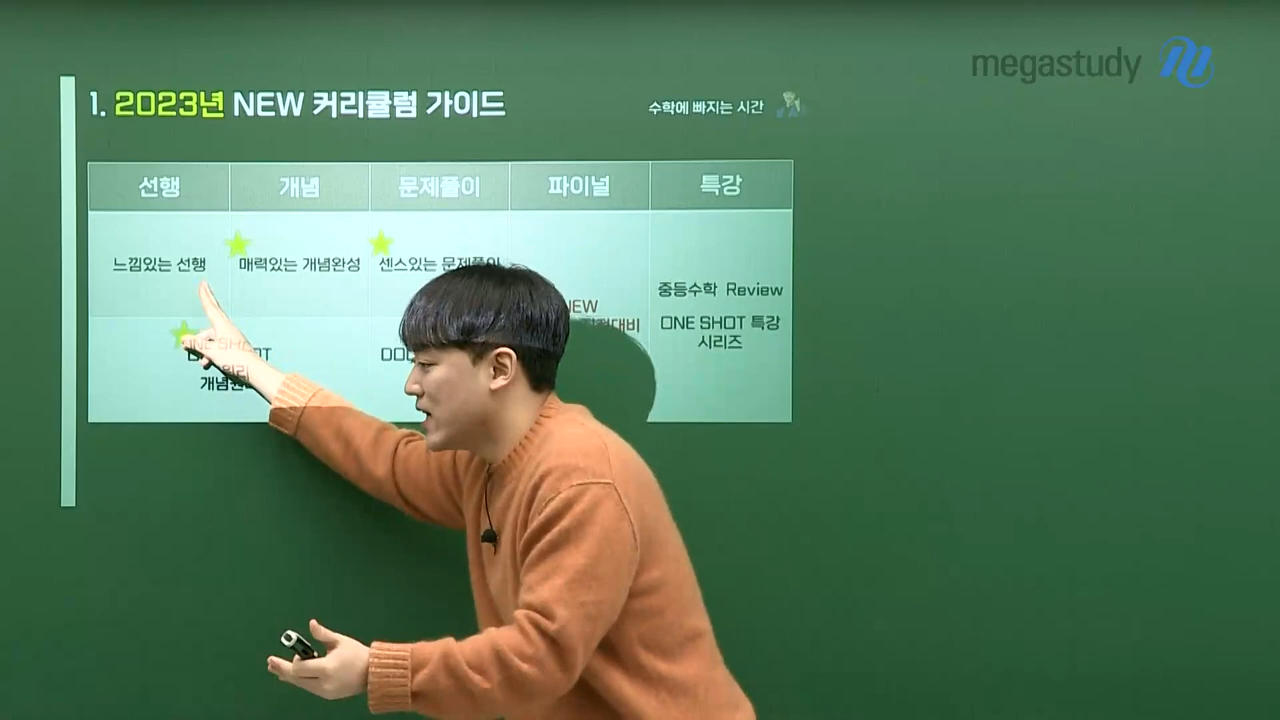 megastudy
1. 2023년 NEW 커리큘럼 가이드
수학에 빠지는 시간
선행 개념 문제풀이 파이널 특강
느낌있는 선행 매력있는 개념완성 센스있는 문제풀이
중등수학 Review
ONE SHOT 특강
시리즈
ONE SHOT